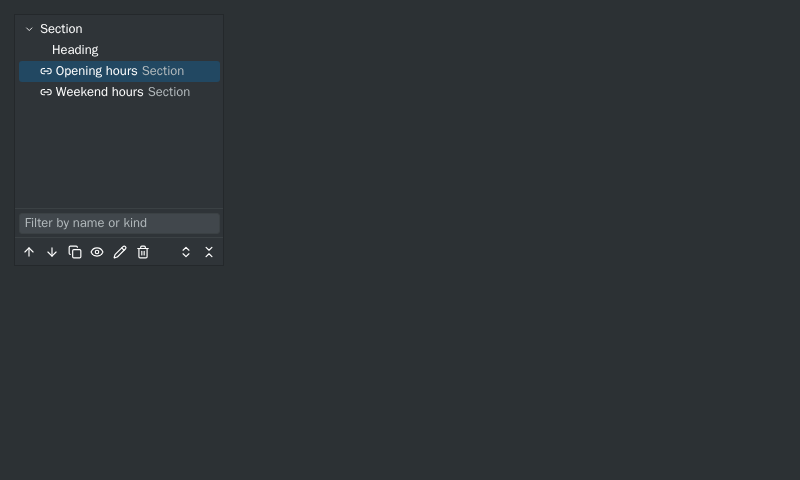 Section
Heading
Opening hours Section
Weekend hours Section
Filter by name or kind